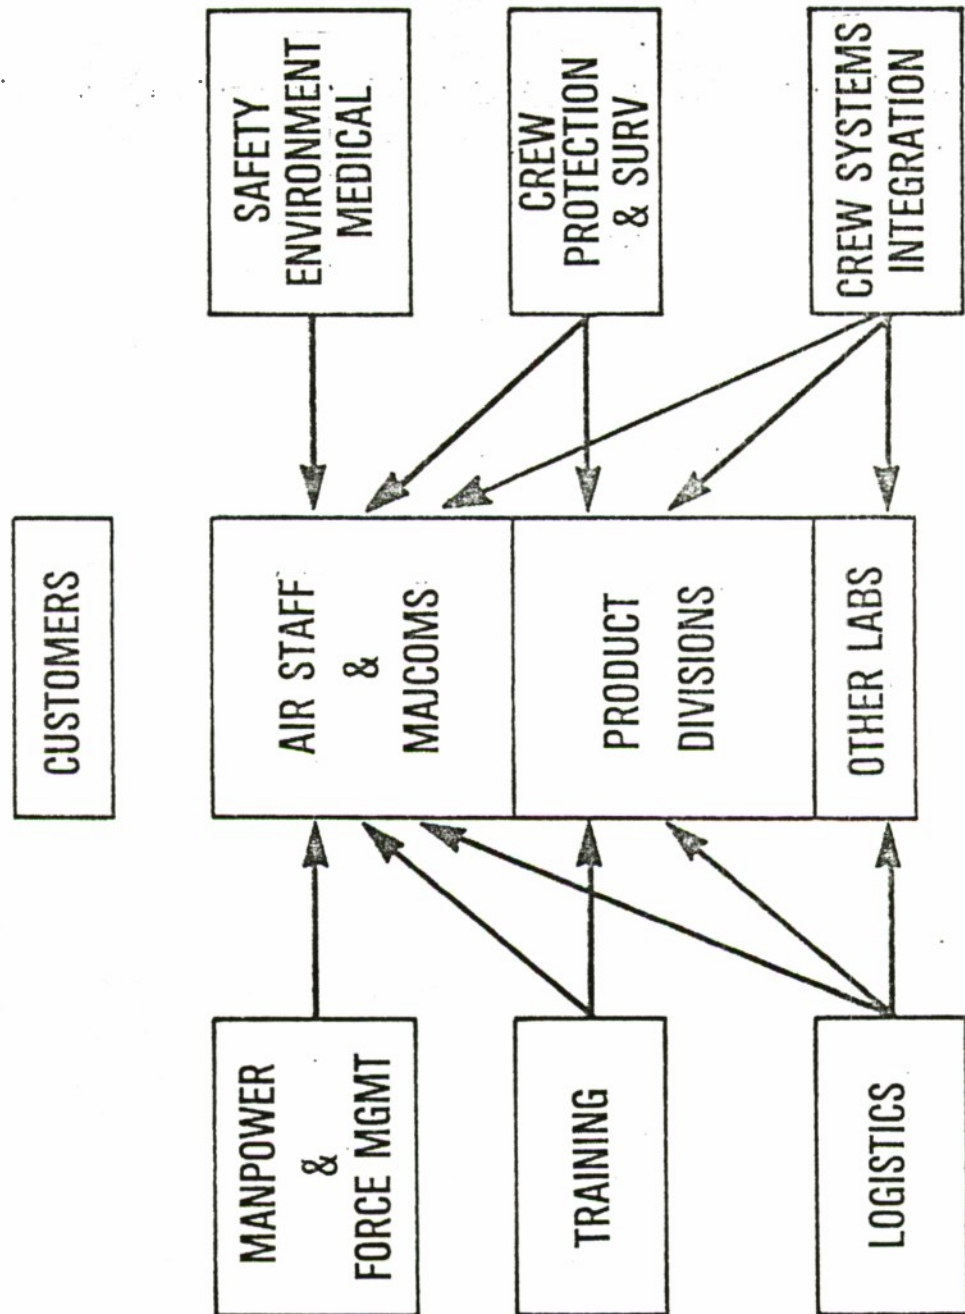 CUSTOMERS
MANPOWER
&
FORCE MGMT
AIR STAFF
&
MAJCOMS
SAFETY
ENVIRONMENT
MEDICAL
TRAINING
PRODUCT
DIVISIONS
CREW
PROTECTION
& SURV
LOGISTICS
OTHER LABS
CREW SYSTEMS
INTEGRATION